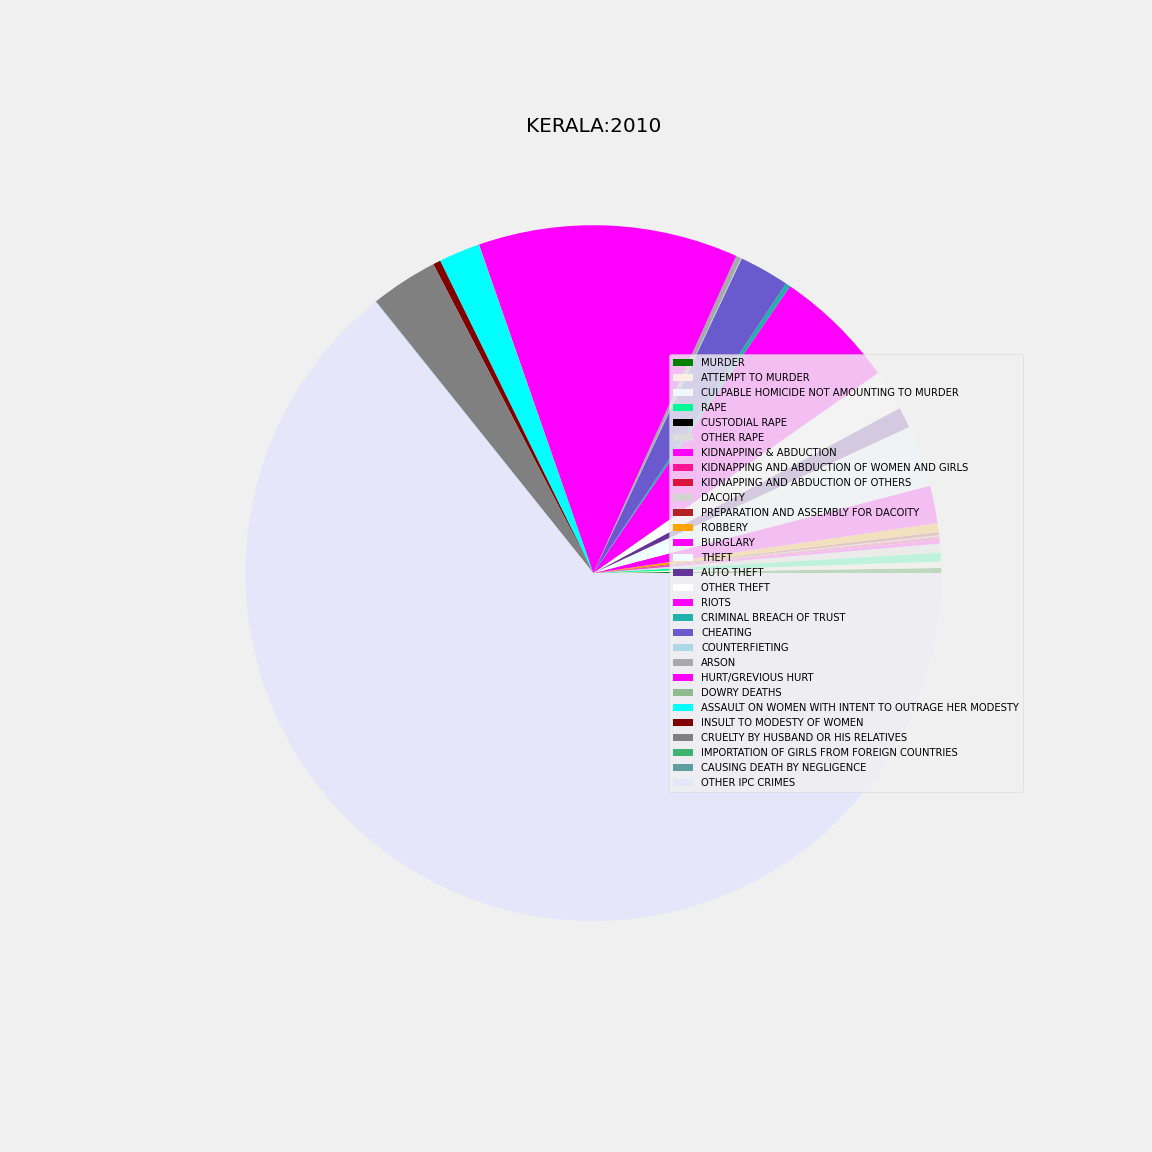 KERALA:2010
MURDER
ATTEMPT TO MURDER
CULPABLE HOMICIDE NOT AMOUNTING TO MURDER
RAPE
CUSTODIAL RAPE
OTHER RAPE
KIDNAPPING & ABDUCTION
KIDNAPPING AND ABDUCTION OF WOMEN AND GIRLS
KIDNAPPING AND ABDUCTION OF OTHERS
DACOITY
PREPARATION AND ASSEMBLY FOR DACOITY
ROBBERY
BURGLARY
THEFT
AUTO THEFT
OTHER THEFT
RIOTS
CRIMINAL BREACH OF TRUST
CHEATING
COUNTERFIETING
ARSON
HURT/GREVIOUS HURT
DOWRY DEATHS
ASSAULT ON WOMEN WITH INTENT TO OUTRAGE HER MODESTY
INSULT TO MODESTY OF WOMEN
CRUELTY BY HUSBAND OR HIS RELATIVES
IMPORTATION OF GIRLS FROM FOREIGN COUNTRIES
CAUSING DEATH BY NEGLIGENCE
OTHER IPC CRIMES